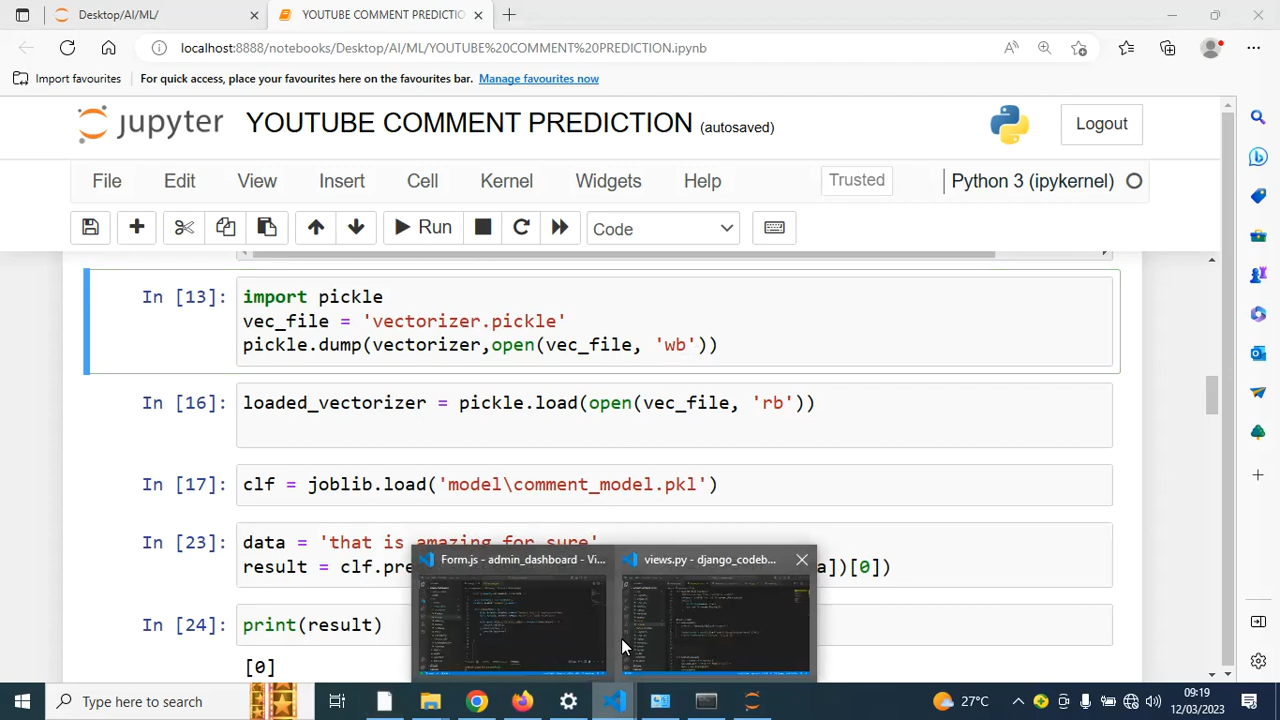 Desktop/AI/ML/
YOUTUBE COMMENT PREDICTIO
localhost:8888/notebooks/Desktop/AI/ML/YOUTUBE%20COMMENT%20PREDICTION.ipynb
Import favourites
For quick access, place your favourites here on the favourites bar. Manage favourites now
jupyter YOUTUBE COMMENT PREDICTION (autosaved)
Logout
File Edit View Insert Cell Kernel Widgets Help
Trusted
Python 3 (ipykernel)
Run
Code
In [13]: import pickle
vec_file = 'vectorizer.pickle'
pickle.dump(vectorizer,open(vec_file, 'wb'))
In [16]: loaded_vectorizer = pickle.load(open(vec_file, 'rb'))
In [17]: clf = joblib.load('model\comment_model.pkl')
In [23]: data = 'that is amazing for sure'
result = clf.pre
a])[0])
In [24]: print(result
[0]
Form.js - admin_dashboard - Vi...
views.py - django_codeb...
Type here to search
27°C
09:19
12/03/2023